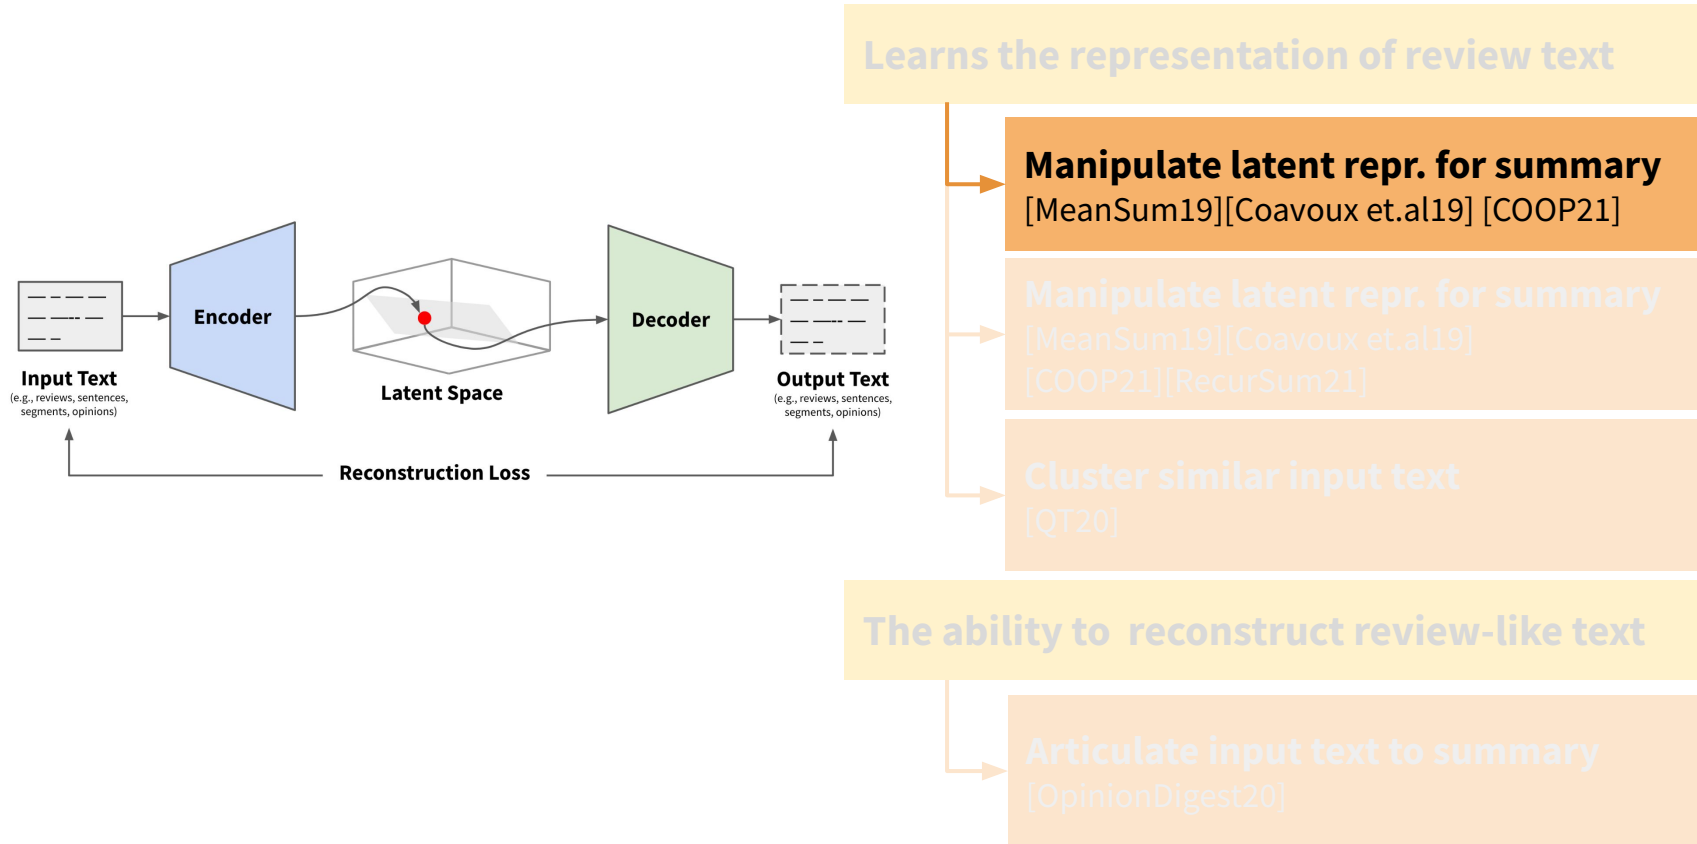 Input Text
(e.g., reviews, sentences,
segments, opinions)
Encoder
Latent Space
Decoder
Output Text
(e.g., reviews, sentences,
segments, opinions)
Reconstruction Loss
Learns the representation of review text
Manipulate latent repr. for summary
[MeanSum19][Coavoux et.al19] [COOP21]
Manipulate latent repr. for summary
[MeanSum19][Coavoux et.al19]
[COOP21][RecurSum21]
Cluster similar input text
[QT20]
The ability to  reconstruct review-like text
Articulate input text to summary
[OpinionDigest20]